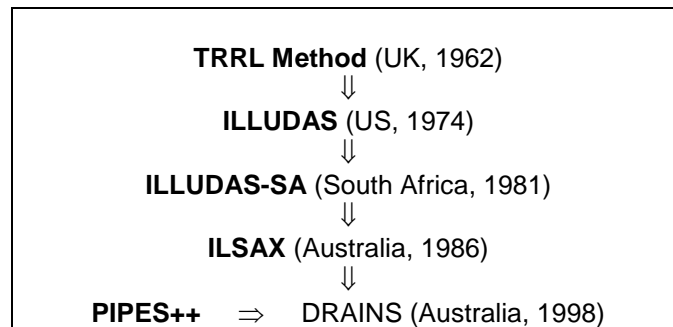 TRRL Method (UK, 1962)
⇓
ILLUDAS (US, 1974)
⇓
ILLUDAS-SA (South Africa, 1981)
⇓
ILSAX (Australia, 1986)
⇓
PIPES++ ⇒ DRAINS (Australia, 1998)